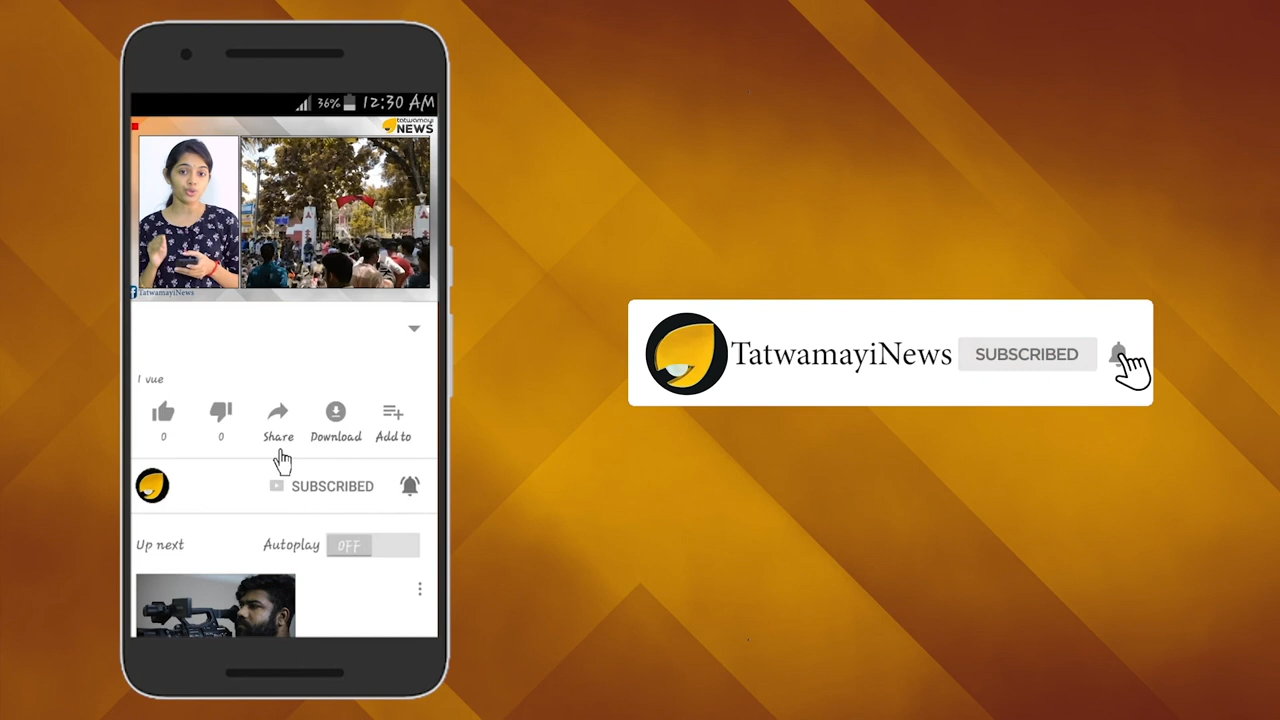 36% 12:30 AM
tatwamayi
NEWS
TatwamayiNews
1 vue
0 0 Share Download Add to
SUBSCRIBED
Up next Autoplay OFF
TatwamayiNews SUBSCRIBED